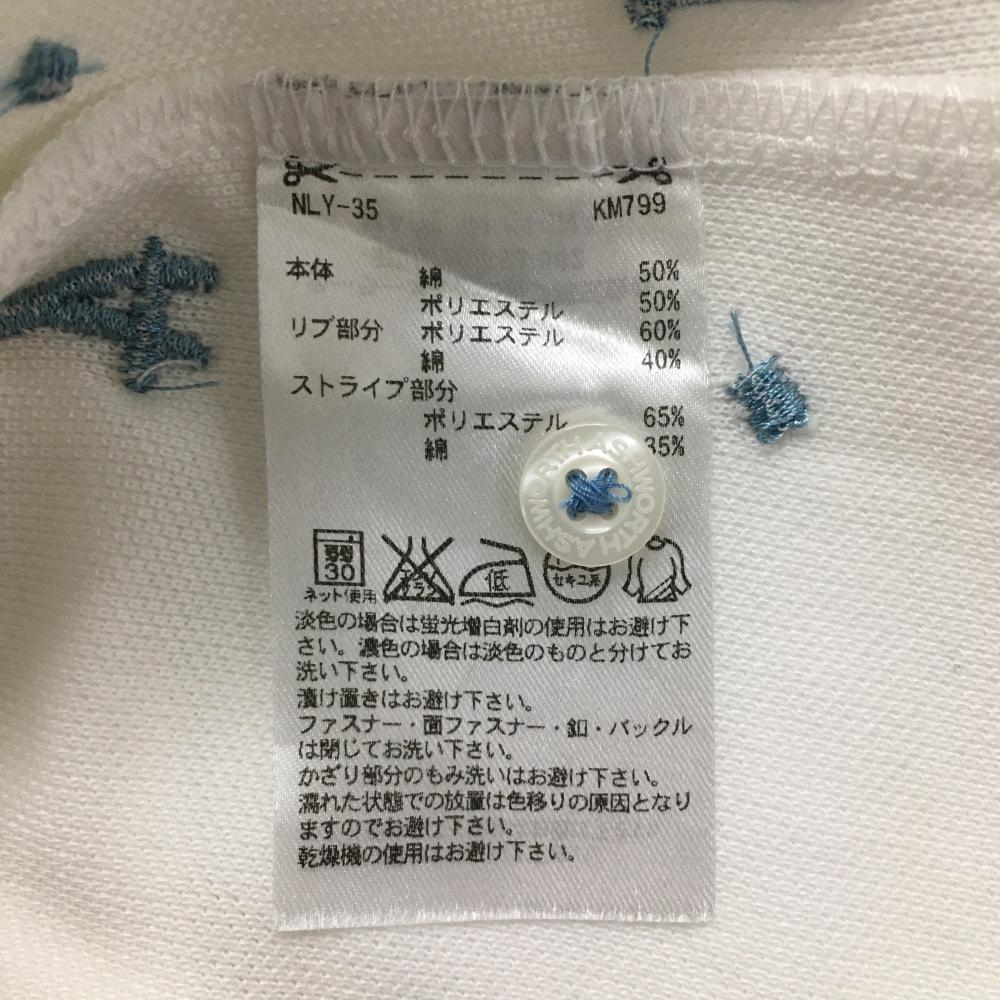 NLY-35 KM799
本体 綿 50%
ポリエステル 50%
リブ部分 ポリエステル 60%
綿 40%
ストライプ部分
ポリエステル 65%
綿 35%
ASHWORTH ASHWORTH
弱 30 ネット使用 エンソサラシ 低 セキユ系
淡色の場合は蛍光増白剤の使用はお避け下
さい。濃色の場合は淡色のものと分けてお
洗い下さい。
漬け置きはお避け下さい。
ファスナー・面ファスナー・釦・バックル
は閉じてお洗い下さい。
かざり部分のもみ洗いはお避け下さい。
濡れた状態での放置は色移りの原因となり
ますのでお避け下さい。
乾燥機の使用はお避け下さい。